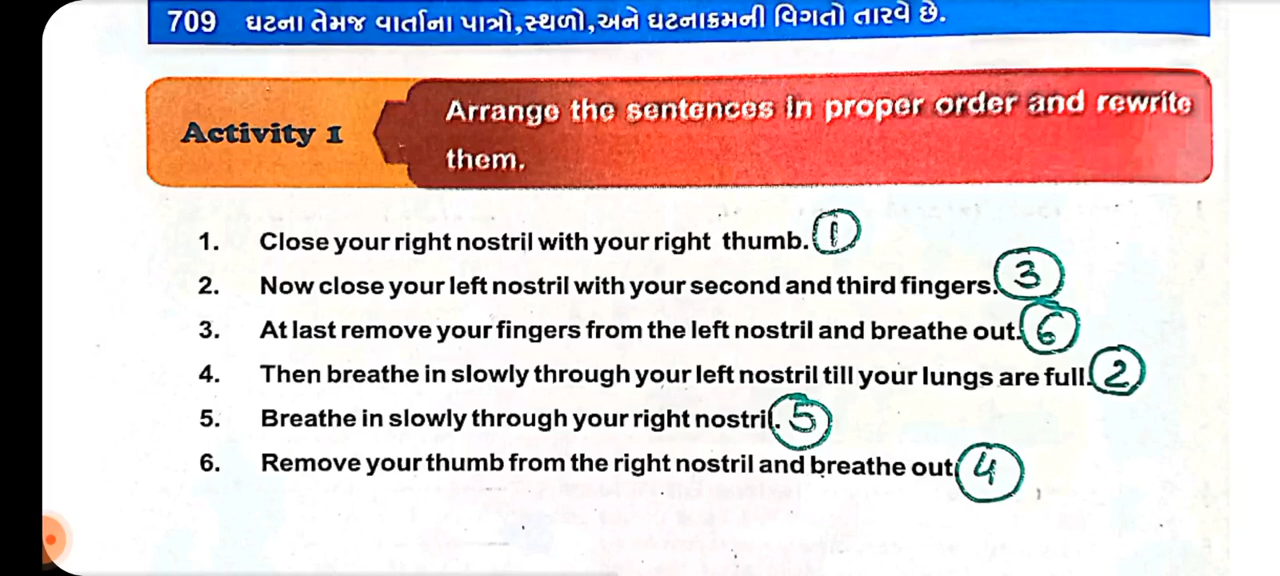 709 ઘટના તેમજ વાર્તાના પાત્રો,સ્થળો,અને ઘટનાક્રમની વિગતો તારવે છે.
Activity 1
Arrange the sentences in proper order and rewrite
them.
1. Close your right nostril with your right thumb. 1
2. Now close your left nostril with your second and third fingers. 3
3. At last remove your fingers from the left nostril and breathe out. 6
4. Then breathe in slowly through your left nostril till your lungs are full. 2
5. Breathe in slowly through your right nostril. 5
6. Remove your thumb from the right nostril and breathe out 4